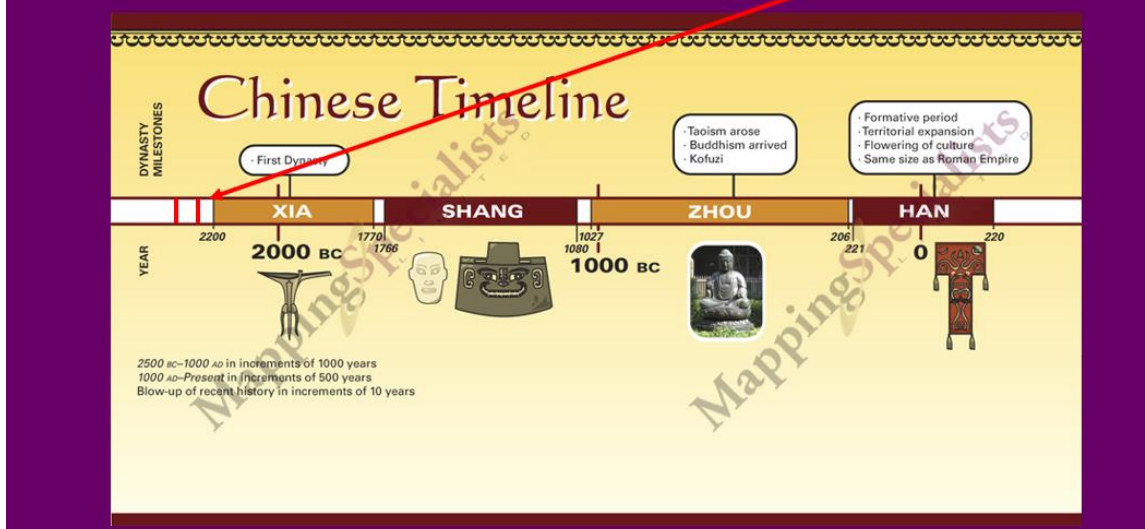 Chinese Timeline
DYNASTY
MILESTONES
· First Dynasty
· Taoism arose
· Buddhism arrived
· Kofuzi
· Formative period
· Territorial expansion
· Flowering of culture
· Same size as Roman Empire
XIA
SHANG
ZHOU
HAN
YEAR
2200
1770
1766
1080
1027
206
221
220
2000 BC
1000 BC
0
2500 BC–1000 AD in increments of 1000 years
1000 AD–Present in increments of 500 years
Blow-up of recent history in increments of 10 years
MappingSpecialists
LIMITED
MappingSpecialists
LIMITED